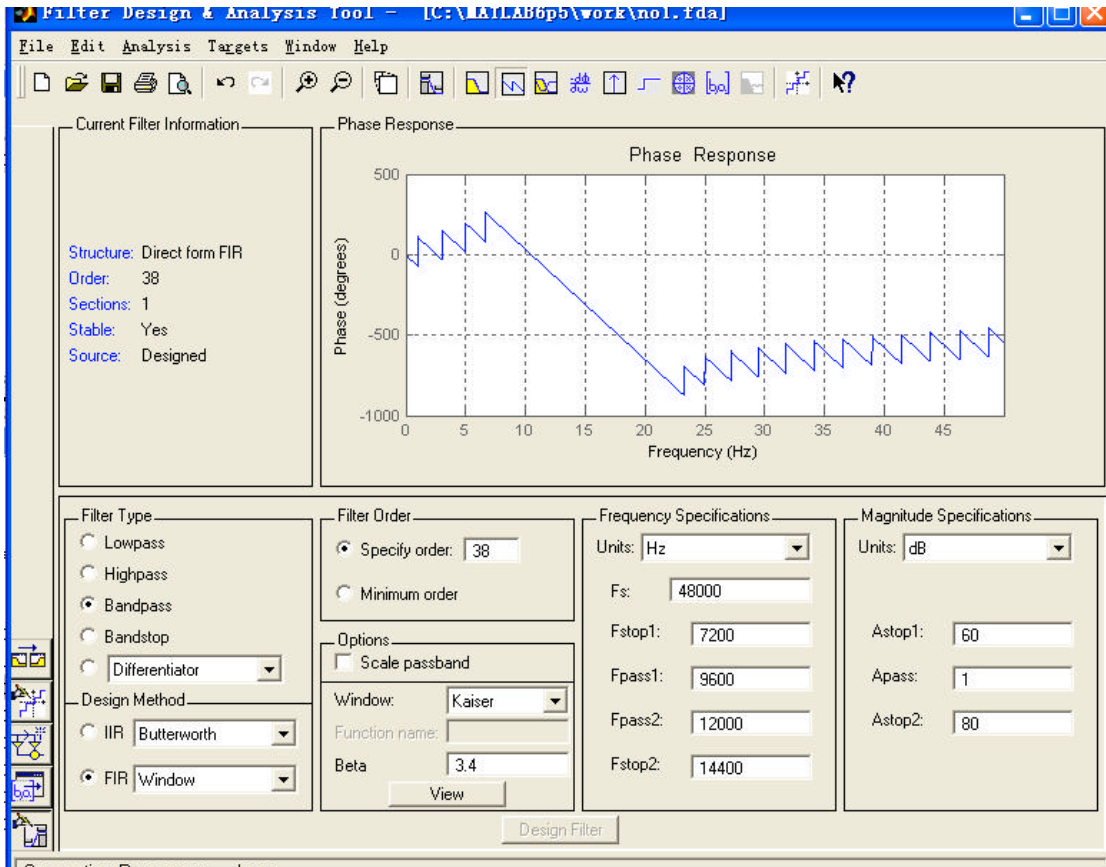 Filter Design & Analysis Tool - [C:\MATLAB6p5\work\no1.fda]
File Edit Analysis Targets Window Help
Current Filter Information
Structure: Direct form FIR
Order: 38
Sections: 1
Stable: Yes
Source: Designed
Phase Response
Phase Response
500
0
-500
-1000
Phase (degrees)
0 5 10 15 20 25 30 35 40 45
Frequency (Hz)
Filter Type
Lowpass
Highpass
Bandpass
Bandstop
Differentiator
Design Method
IIR Butterworth
FIR Window
Filter Order
Specify order: 38
Minimum order
Options
Scale passband
Window: Kaiser
Function name:
Beta 3.4
View
Frequency Specifications
Units: Hz
Fs: 48000
Fstop1: 7200
Fpass1: 9600
Fpass2: 12000
Fstop2: 14400
Magnitude Specifications
Units: dB
Astop1: 60
Apass: 1
Astop2: 80
Design Filter